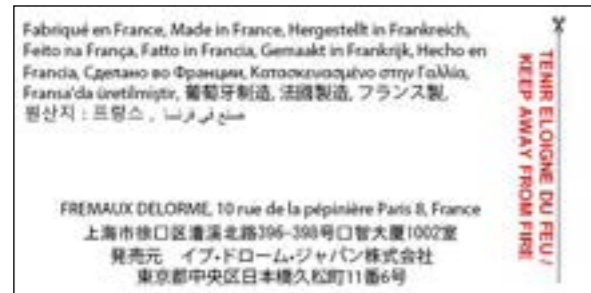 Fabriqué en France, Made in France, Hergestellt in Frankreich,
Feito na França, Fatto in Francia, Gemaakt in Frankrijk, Hecho en
Francia, Сделано во Франции, Κατασκευασμένο στην Γαλλία,
Fransa'da üretilmiştir, 葡萄牙制造, 法國製造, フランス製,
원산지 : 프랑스 , صنع في فرنسا
TENIR ELOIGNE DU FEU /
KEEP AWAY FROM FIRE
FREMAUX DELORME, 10 rue de la pépinière Paris 8, France
上海市徐口区漕溪北路396-398号口智大厦1002室
発売元 イブ・ドローム・ジャパン株式会社
東京都中央区日本橋久松町11番6号